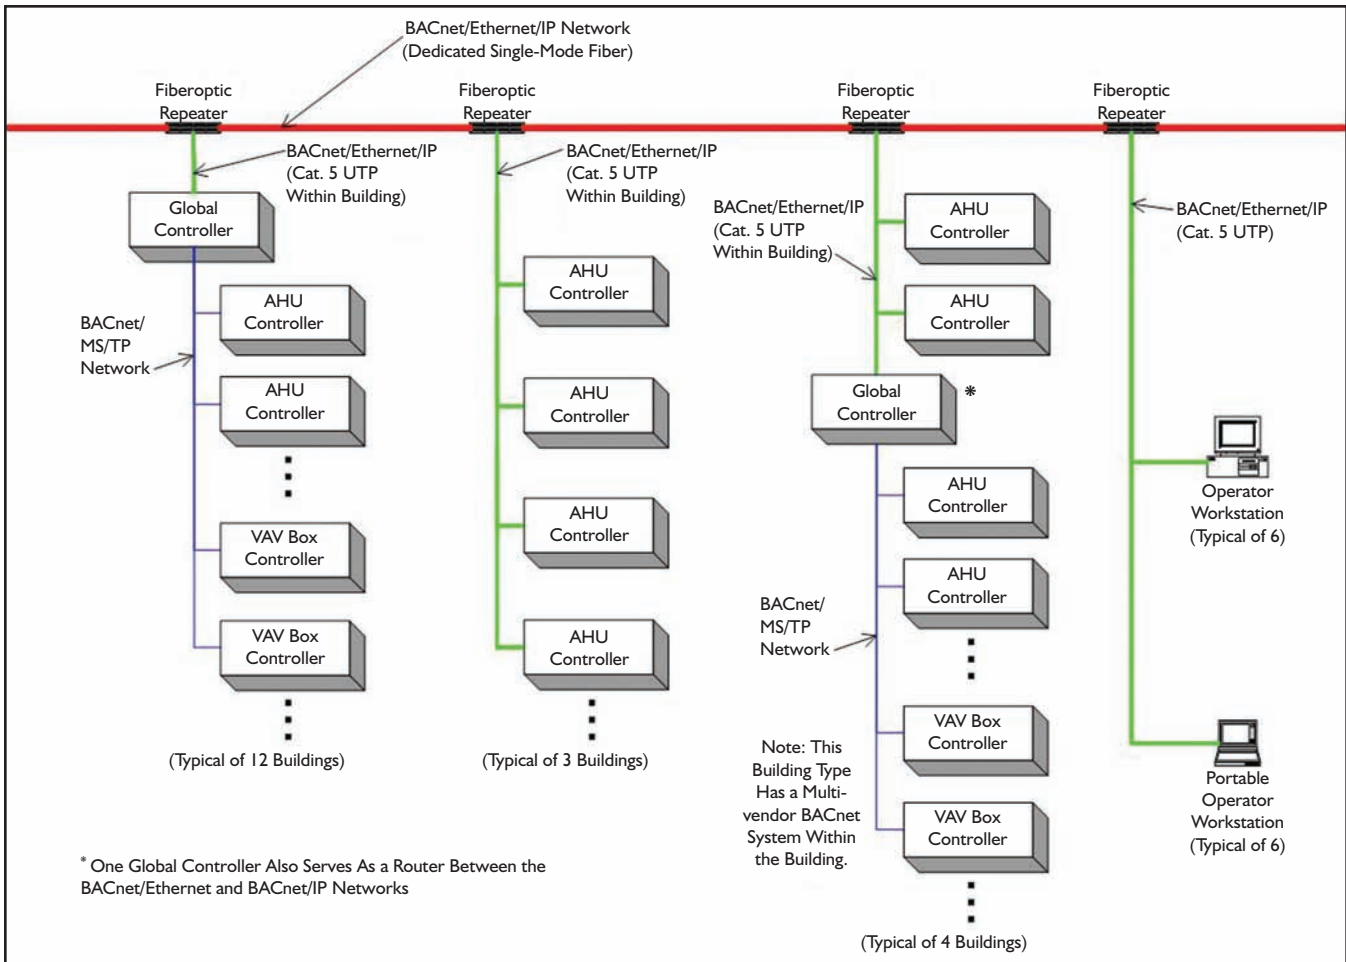 BACnet/Ethernet/IP Network
(Dedicated Single-Mode Fiber)
Fiberoptic
Repeater
Fiberoptic
Repeater
Fiberoptic
Repeater
Fiberoptic
Repeater
BACnet/Ethernet/IP
(Cat. 5 UTP
Within Building)
Global
Controller
BACnet/
MS/TP
Network
AHU
Controller
AHU
Controller
VAV Box
Controller
VAV Box
Controller
(Typical of 12 Buildings)
BACnet/Ethernet/IP
(Cat. 5 UTP
Within Building)
AHU
Controller
AHU
Controller
AHU
Controller
AHU
Controller
(Typical of 3 Buildings)
BACnet/Ethernet/IP
(Cat. 5 UTP
Within Building)
AHU
Controller
AHU
Controller
Global
Controller
*
AHU
Controller
AHU
Controller
BACnet/
MS/TP
Network
VAV Box
Controller
VAV Box
Controller
Note: This
Building Type
Has a Multi-
vendor BACnet
System Within
the Building.
(Typical of 4 Buildings)
BACnet/Ethernet/IP
(Cat. 5 UTP)
Operator
Workstation
(Typical of 6)
Portable
Operator
Workstation
(Typical of 6)
* One Global Controller Also Serves As a Router Between the
BACnet/Ethernet and BACnet/IP Networks